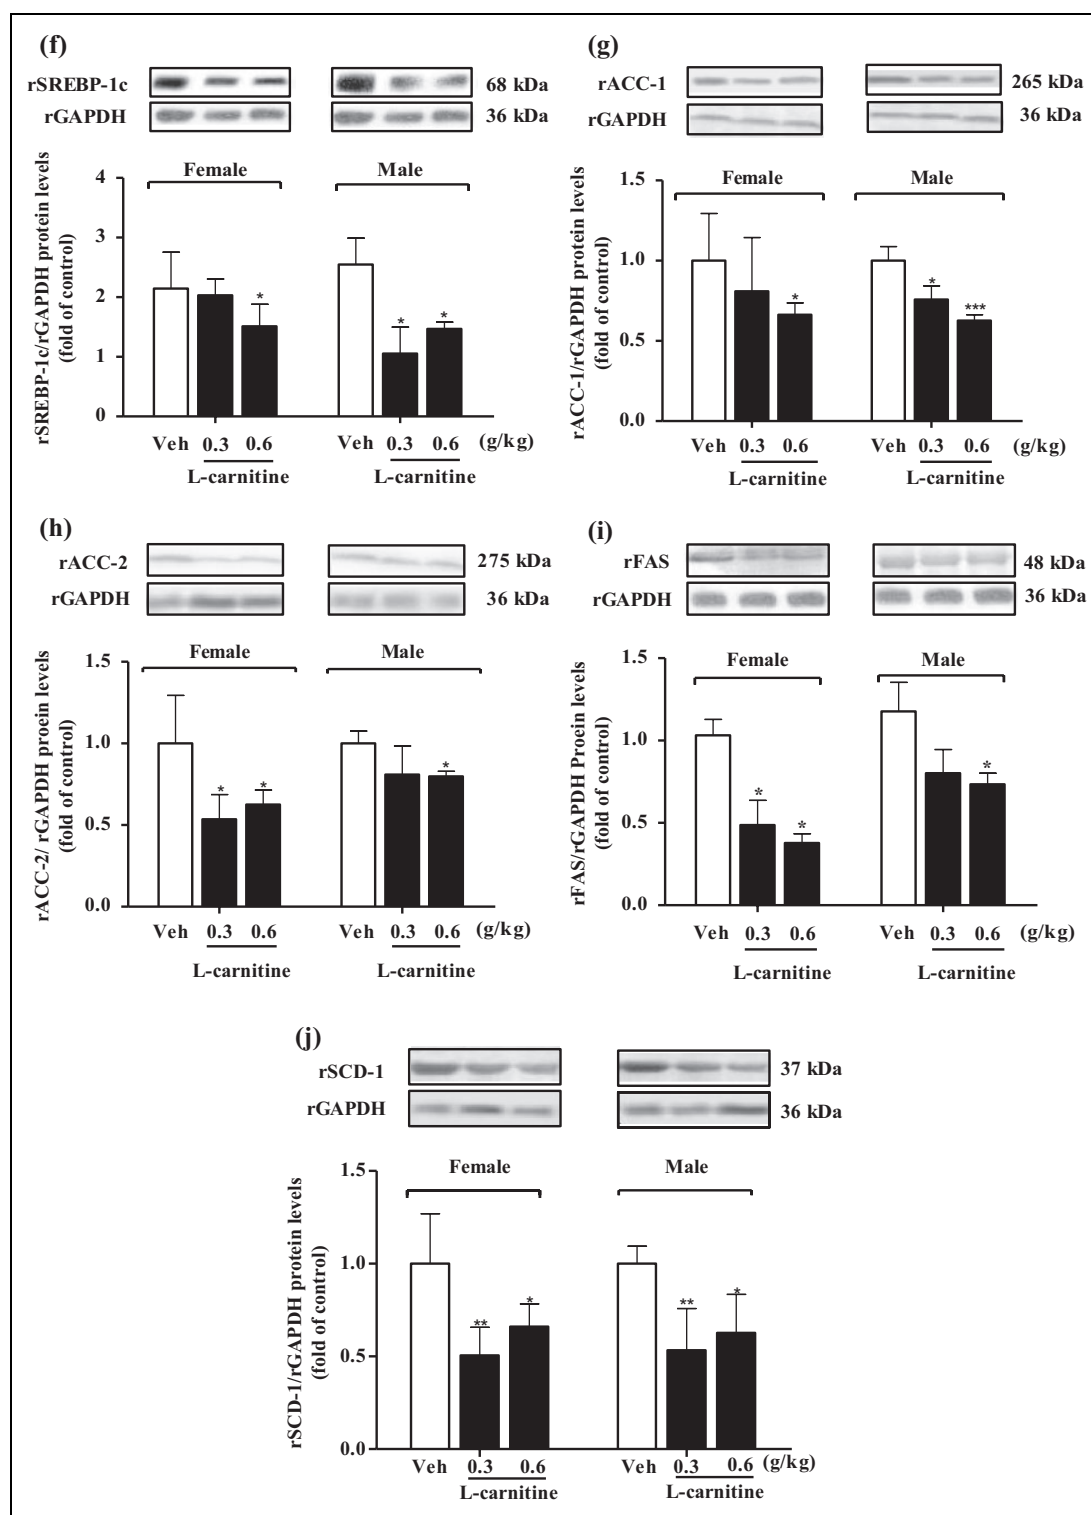 (f)
rSREBP-1c 68 kDa
rGAPDH 36 kDa
Female Male
rSREBP-1c/rGAPDH protein levels
(fold of control)
4
3
2
1
0
* * *
Veh 0.3 0.6 Veh 0.3 0.6 (g/kg)
L-carnitine L-carnitine
(g)
rACC-1 265 kDa
rGAPDH 36 kDa
Female Male
rACC-1/rGAPDH protein levels
(fold of control)
1.5
1.0
0.5
0.0
* * ***
Veh 0.3 0.6 Veh 0.3 0.6 (g/kg)
L-carnitine L-carnitine
(h)
rACC-2 275 kDa
rGAPDH 36 kDa
Female Male
rACC-2/ rGAPDH proein levels
(fold of control)
1.5
1.0
0.5
0.0
* * *
Veh 0.3 0.6 Veh 0.3 0.6 (g/kg)
L-carnitine L-carnitine
(i)
rFAS 48 kDa
rGAPDH 36 kDa
Female Male
rFAS/rGAPDH Proein levels
(fold of control)
1.5
1.0
0.5
0.0
* * *
Veh 0.3 0.6 Veh 0.3 0.6 (g/kg)
L-carnitine L-carnitine
(j)
rSCD-1 37 kDa
rGAPDH 36 kDa
Female Male
rSCD-1/rGAPDH protein levels
(fold of control)
1.5
1.0
0.5
0.0
** * ** *
Veh 0.3 0.6 Veh 0.3 0.6 (g/kg)
L-carnitine L-carnitine